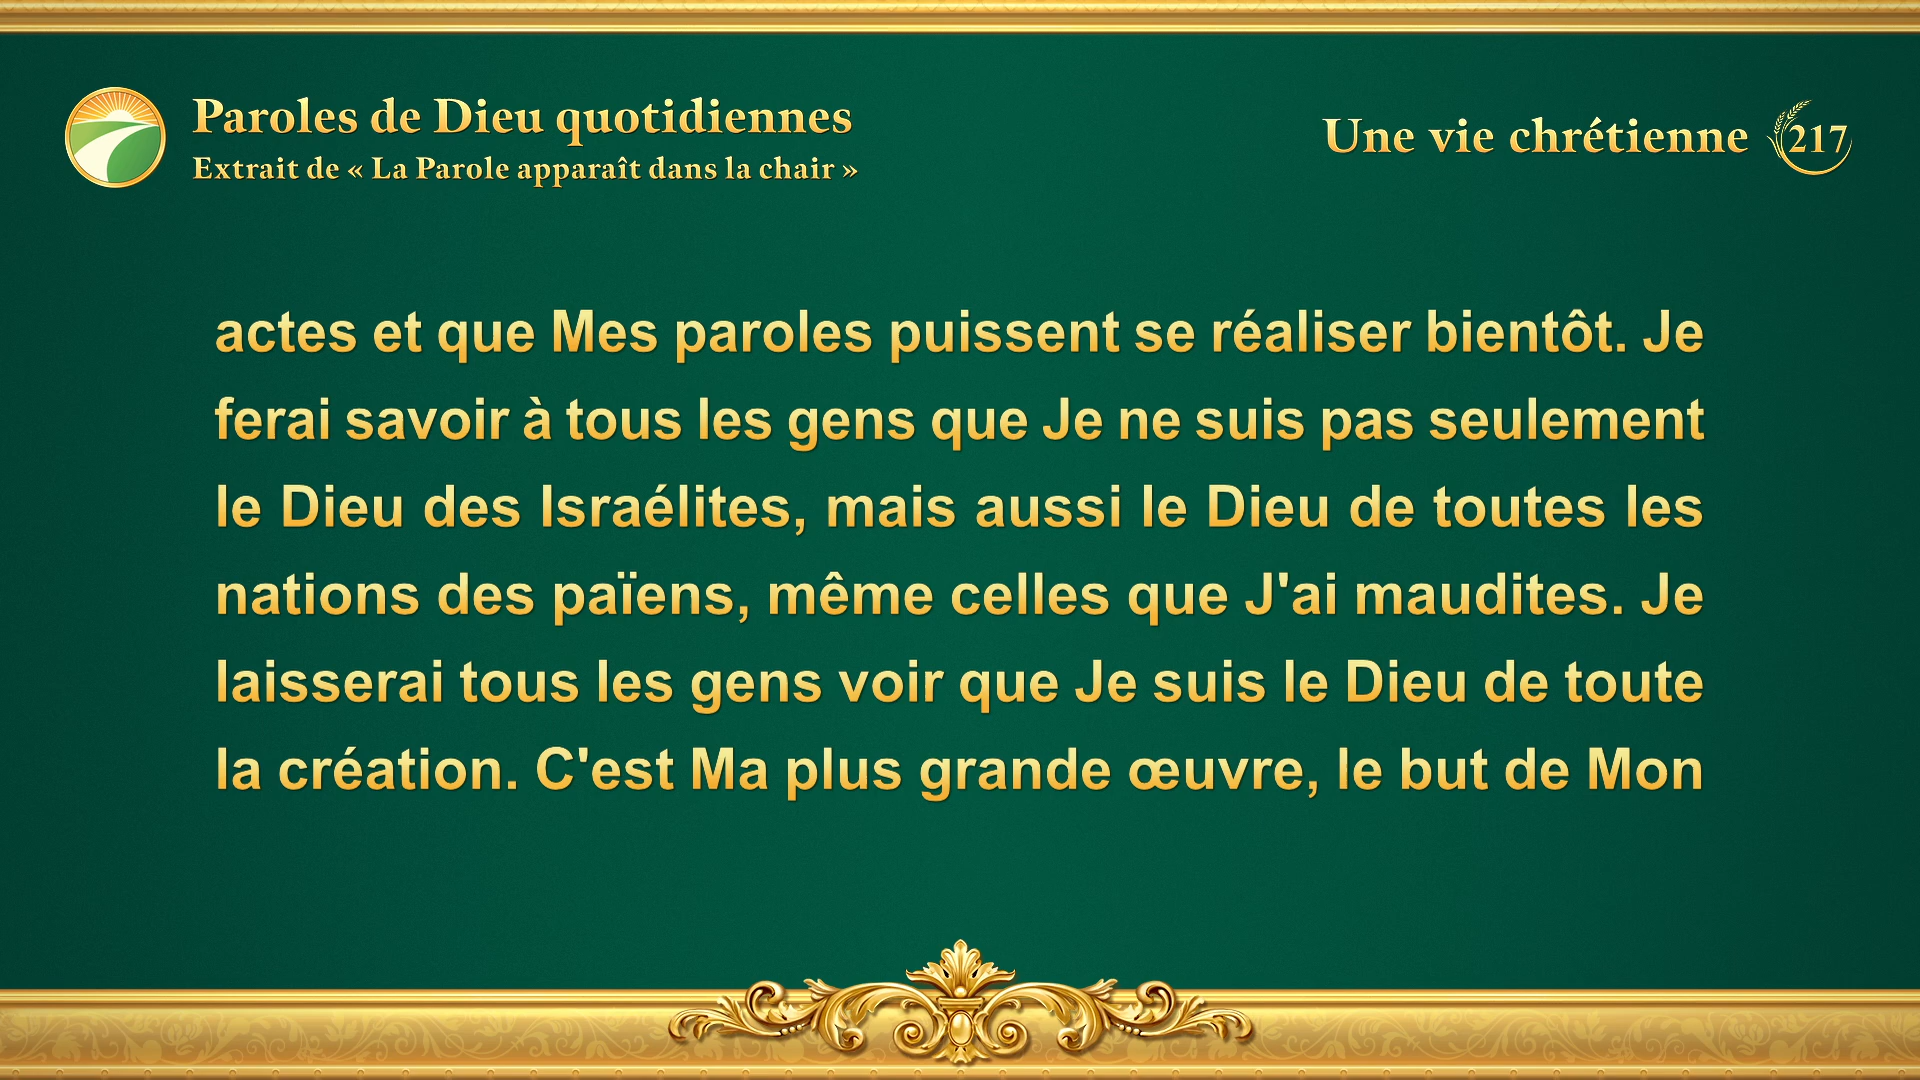 Paroles de Dieu quotidiennes
Extrait de « La Parole apparaît dans la chair »
Une vie chrétienne 217
actes et que Mes paroles puissent se réaliser bientôt. Je
ferai savoir à tous les gens que Je ne suis pas seulement
le Dieu des Israélites, mais aussi le Dieu de toutes les
nations des païens, même celles que J'ai maudites. Je
laisserai tous les gens voir que Je suis le Dieu de toute
la création. C'est Ma plus grande œuvre, le but de Mon